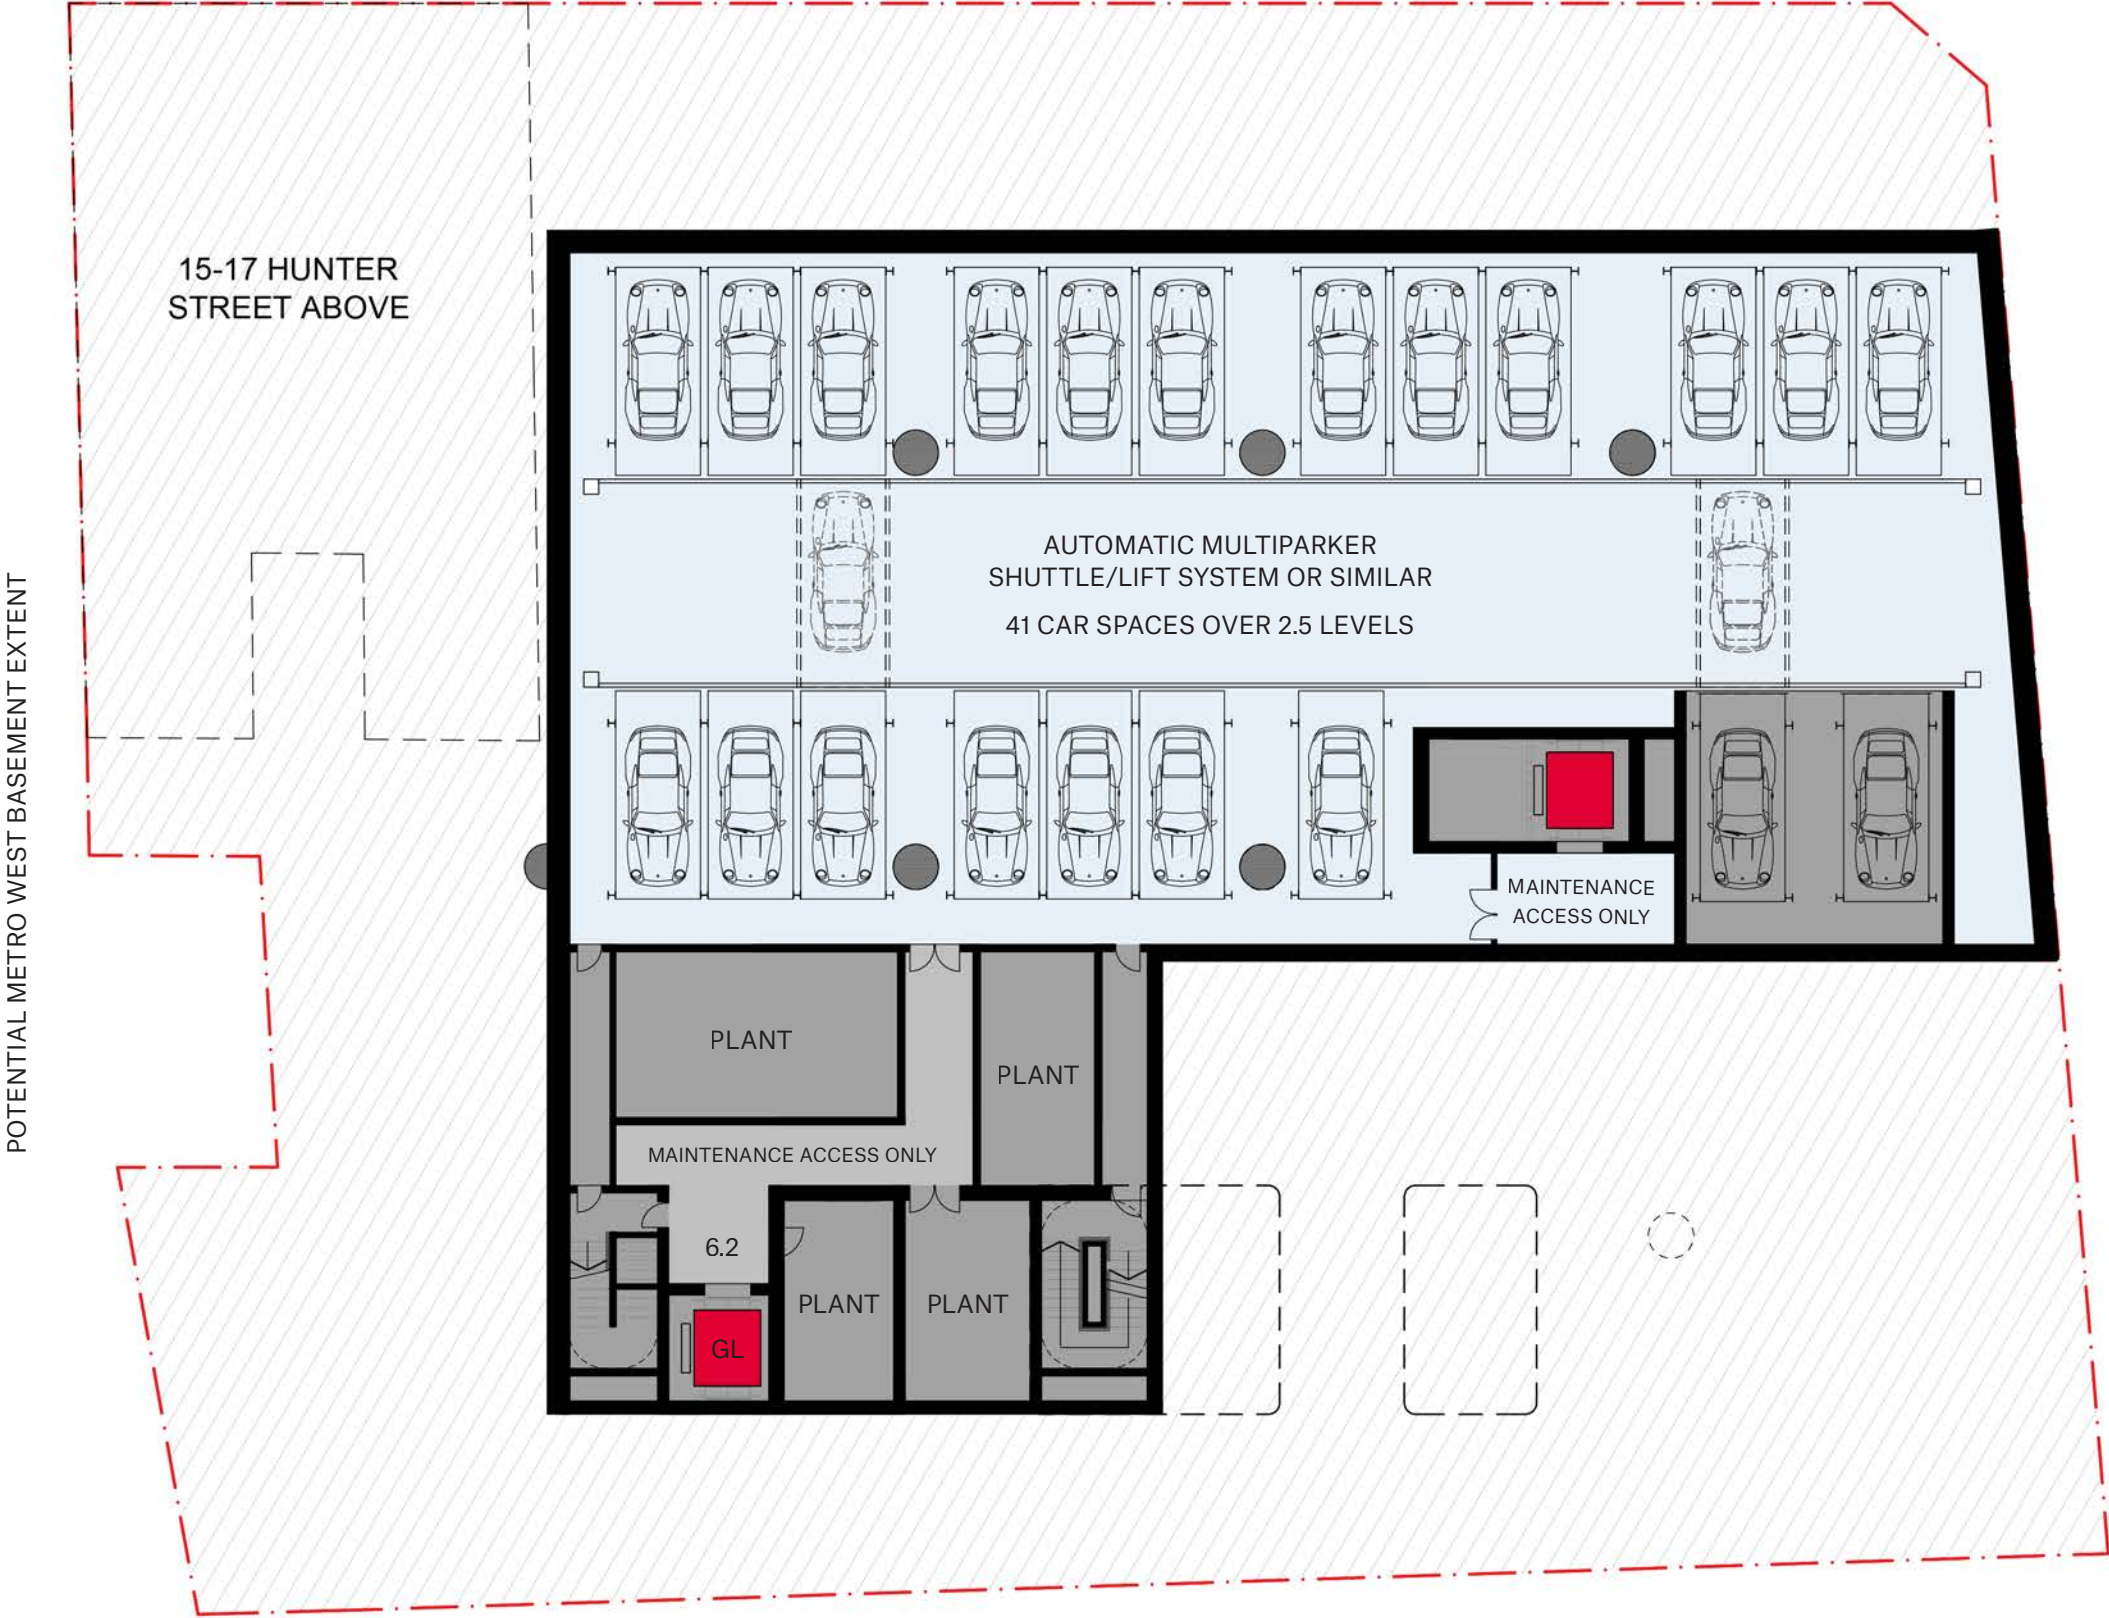 15-17 HUNTER
STREET ABOVE
POTENTIAL METRO WEST BASEMENT EXTENT
AUTOMATIC MULTIPARKER
SHUTTLE/LIFT SYSTEM OR SIMILAR
41 CAR SPACES OVER 2.5 LEVELS
MAINTENANCE
ACCESS ONLY
PLANT
PLANT
MAINTENANCE ACCESS ONLY
6.2
PLANT
PLANT
GL